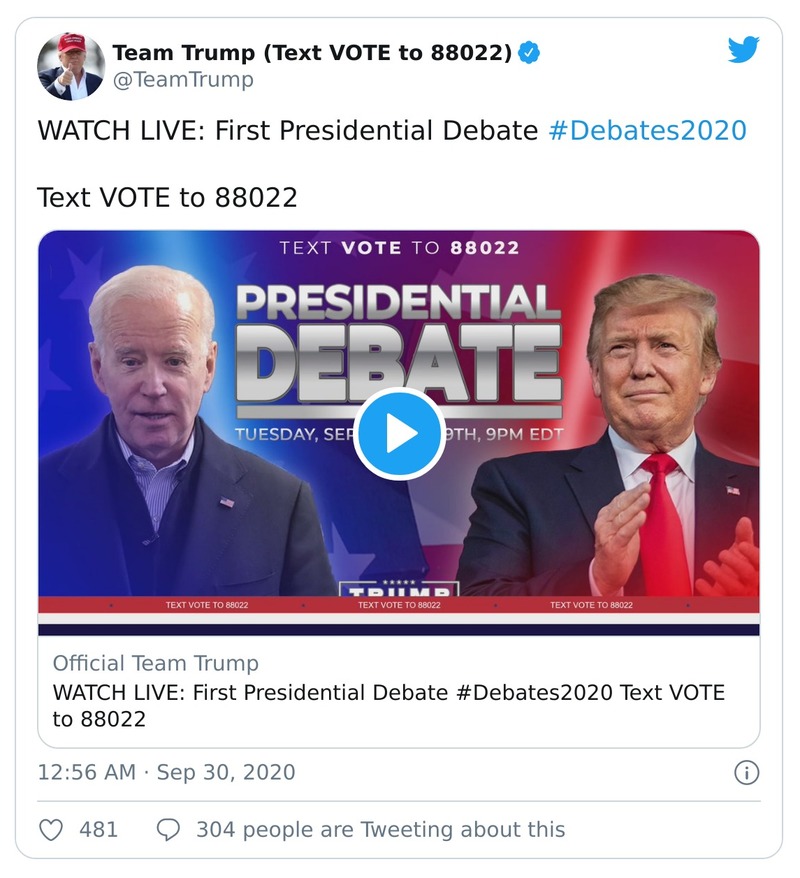 Team Trump (Text VOTE to 88022)
@TeamTrump
WATCH LIVE: First Presidential Debate #Debates2020
Text VOTE to 88022
TEXT VOTE TO 88022
PRESIDENTIAL
DEBATE
TUESDAY, SEP 9TH, 9PM EDT
TRUMP
TEXT VOTE TO 88022 TEXT VOTE TO 88022 TEXT VOTE TO 88022
Official Team Trump
WATCH LIVE: First Presidential Debate #Debates2020 Text VOTE
to 88022
12:56 AM · Sep 30, 2020
481 304 people are Tweeting about this